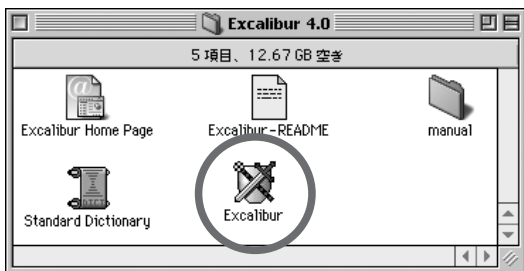 Excalibur 4.0
5 項目、12.67 GB 空き
Excalibur Home Page
Excalibur-README
manual
Standard Dictionary
Excalibur